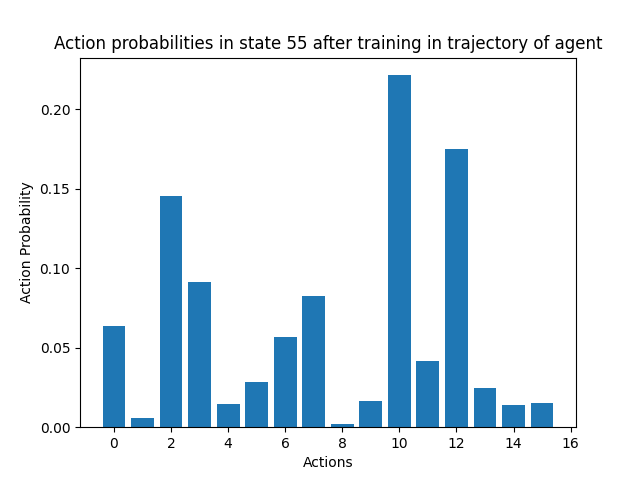 Action probabilities in state 55 after training in trajectory of agent
0.20
0.15
0.10
0.05
0.00
Action Probability
0 2 4 6 8 10 12 14 16
Actions